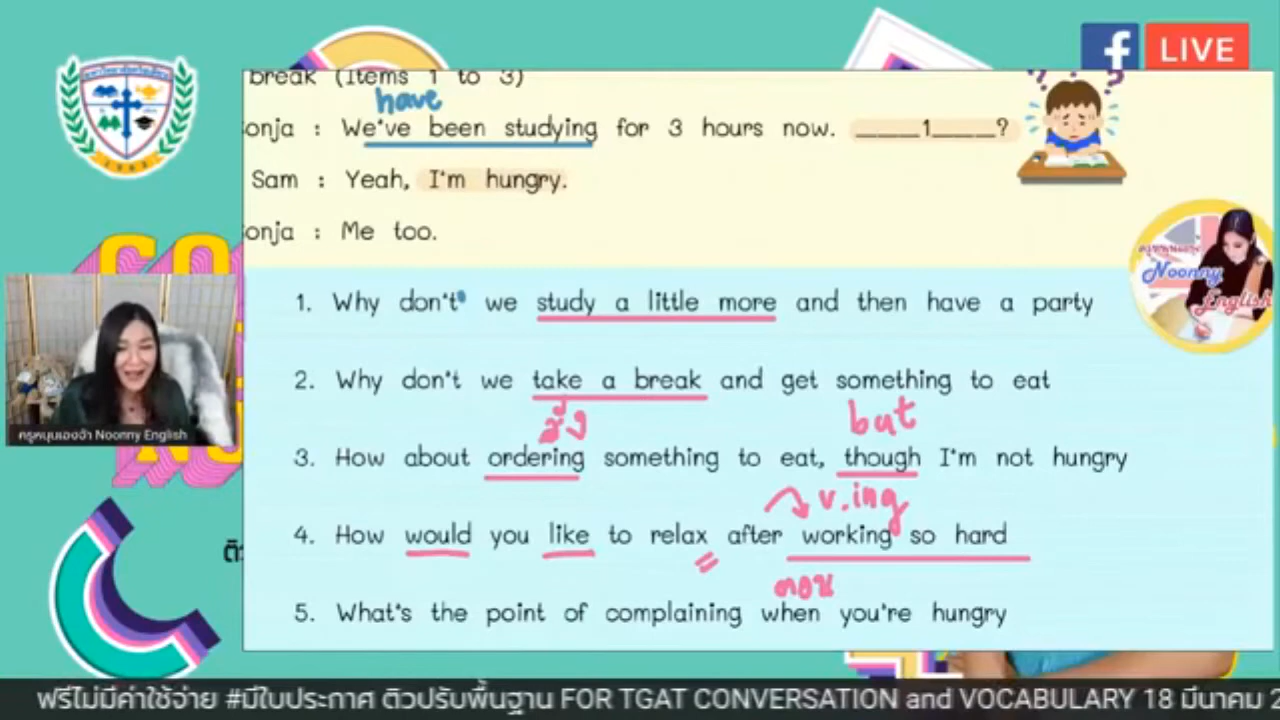 LIVE
break (Items 1 to 3)
have
onja : We've been studying for 3 hours now. ____1____?
Sam : Yeah, I'm hungry.
onja : Me too.
Noonny
English
1. Why don't we study a little more and then have a party
2. Why don't we take a break and get something to eat
สั่ง but
3. How about ordering something to eat, though I'm not hungry
v.ing
4. How would you like to relax after working so hard
ตอน
5. What's the point of complaining when you're hungry
ครูหนุนเองจ้า Noonny English
ติ
ฟรีไม่มีค่าใช้จ่าย #มีใบประกาศ ติวปรับพื้นฐาน FOR TGAT CONVERSATION and VOCABULARY 18 มีนาคม 2